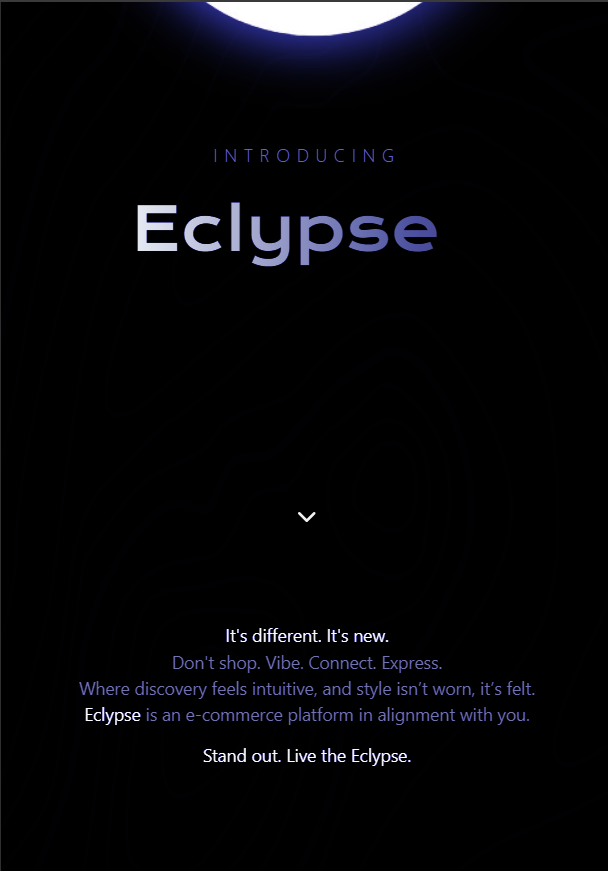 INTRODUCING
Eclypse
It's different. It's new.
Don't shop. Vibe. Connect. Express.
Where discovery feels intuitive, and style isn’t worn, it’s felt.
Eclypse is an e-commerce platform in alignment with you.
Stand out. Live the Eclypse.